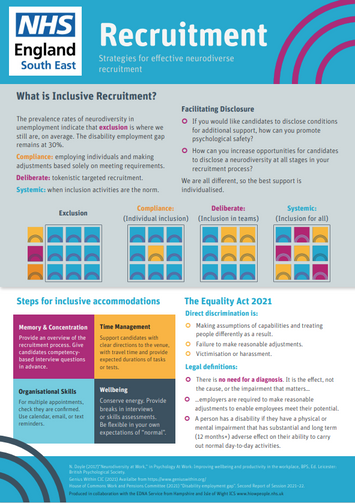 NHS
England
South East
Recruitment
Strategies for effective neurodiverse
recruitment
What is Inclusive Recruitment?
The prevalence rates of neurodiversity in
unemployment indicate that exclusion is where we
still are, on average. The disability employment gap
remains at 30%.
Compliance: employing individuals and making
adjustments based solely on meeting requirements.
Deliberate: tokenistic targeted recruitment.
Systemic: when inclusion activities are the norm.
Facilitating Disclosure
If you would like candidates to disclose conditions
for additional support, how can you promote
psychological safety?
How can you increase opportunities for candidates
to disclose a neurodiversity at all stages in your
recruitment process?
We are all different, so the best support is
individualised.
Exclusion
Compliance:
(Individual inclusion)
Deliberate:
(Inclusion in teams)
Systemic:
(Inclusion for all)
Steps for inclusive accommodations
Memory & Concentration
Provide an overview of the
recruitment process. Give
candidates competency-
based interview questions
in advance.
Time Management
Support candidates with
clear directions to the venue,
with travel time and provide
expected durations of tasks
or tests.
Organisational Skills
For multiple appointments,
check they are confirmed.
Use calendar, email, or text
reminders.
Wellbeing
Conserve energy. Provide
breaks in interviews
or skills assessments.
Be flexible in your own
expectations of "normal".
The Equality Act 2021
Direct discrimination is:
Making assumptions of capabilities and treating
people differently as a result.
Failure to make reasonable adjustments.
Victimisation or harassment.
Legal definitions:
There is no need for a diagnosis. It is the effect, not
the cause, or the impairment that matters...
...employers are required to make reasonable
adjustments to enable employees meet their potential.
A person has a disability if they have a physical or
mental impairment that has substantial and long term
(12 months+) adverse effect on their ability to carry
out normal day-to-day activities.
N. Doyle (2022) "Neurodiversity at Work," in Psychology @ Work: improving wellbeing and productivity in the workplace. BPS, Ed. Leicester:
British Psychological Society.
Genius Within CIC (2022) Available from https://www.geniuswithin.org/
House of Commons Work and Pensions Committee (2021) "Disability employment gap". Second Report of Session 2021–22.
Produced in collaboration with the